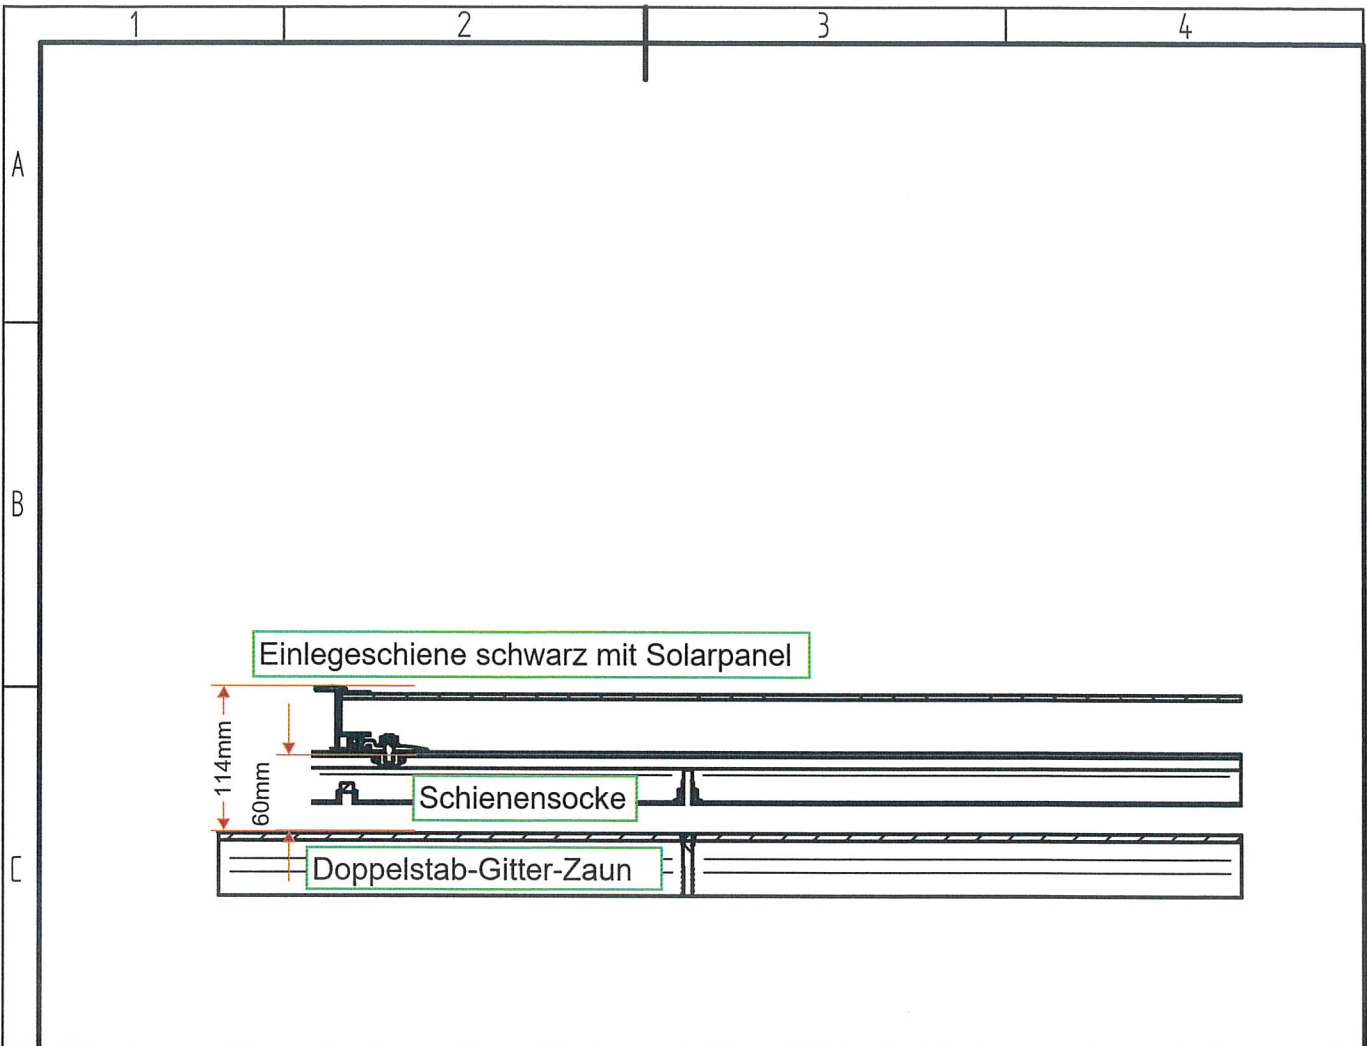 1 2 3 4
A
B
Einlegeschiene schwarz mit Solarpanel
114mm
60mm
Schienensocke
C
Doppelstab-Gitter-Zaun